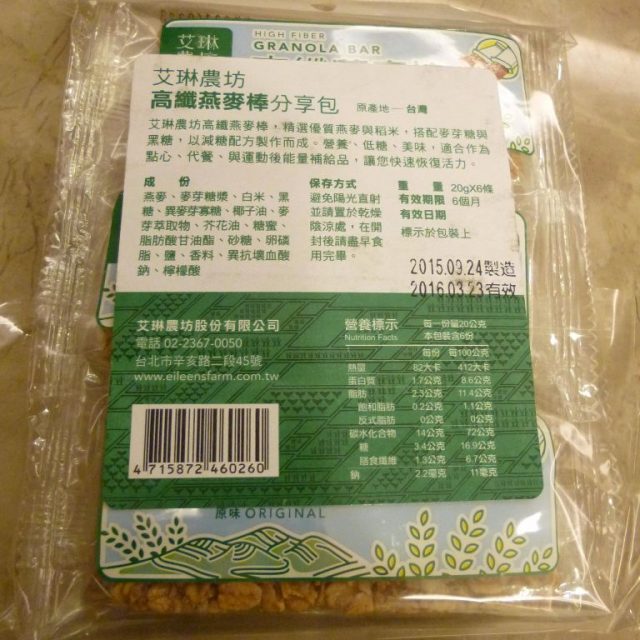 艾琳
HIGH FIBER
GRANOLA BAR
艾琳農坊
高纖燕麥棒分享包 原產地－台灣
艾琳農坊高纖燕麥棒，精選優質燕麥與稻米，搭配麥芽糖與
黑糖，以減糖配方製作而成。營養、低糖、美味，適合作為
點心、代餐、與運動後能量補給品，讓您快速恢復活力。
成份
燕麥、麥芽糖漿、白米、黑
糖、異麥芽寡糖、椰子油、麥
芽萃取物、芥花油、糖蜜、
脂肪酸甘油酯、砂糖、卵磷
脂、鹽、香料、異抗壞血酸
鈉、檸檬酸
保存方式
避免陽光直射
並請置於乾燥
陰涼處，在開
封後請盡早食
用完畢。
重量 20gX6條
有效期限 6個月
有效日期
標示於包裝上
2015.09.24製造
2016.03.23有效
艾琳農坊股份有限公司
電話 02-2367-0050
台北市辛亥路二段45號
www.eileensfarm.com.tw
4 715872 460260
營養標示
Nutrition Facts
每一份量20公克
本包裝含6份
每份 每100公克
熱量 82大卡 412大卡
蛋白質 1.7公克 8.6公克
脂肪 2.3公克 11.4公克
飽和脂肪 0.2公克 1.1公克
反式脂肪 0公克 0公克
碳水化合物 14公克 72公克
糖 3.4公克 16.9公克
膳食纖維 1.3公克 6.7公克
鈉 2.2毫克 11毫克
原味ORIGINAL